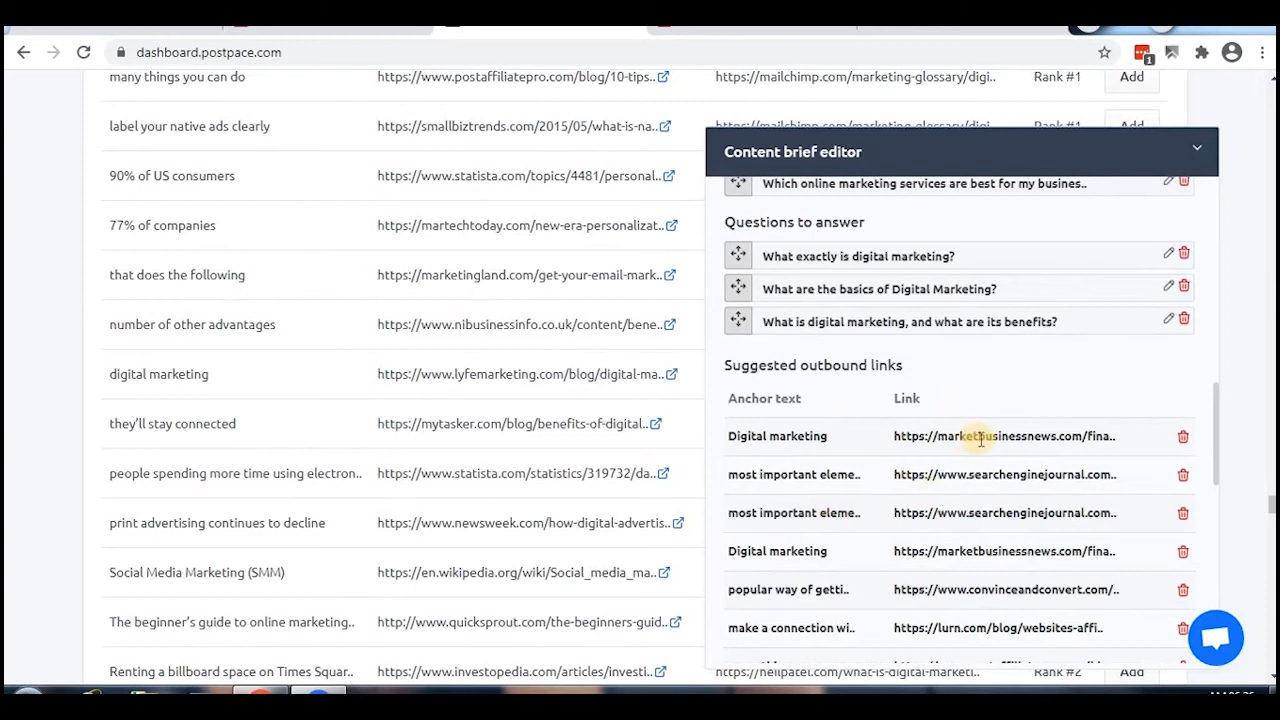 dashboard.postpace.com
1
many things you can do https://www.postaffiliatepro.com/blog/10-tips.. https://mailchimp.com/marketing-glossary/digi.. Rank #1 Add
label your native ads clearly https://smallbiztrends.com/2015/05/what-is-na.. https://mailchimp.com/marketing-glossary/digi.. Rank #1 Add
90% of US consumers https://www.statista.com/topics/4481/personal..
77% of companies https://martechtoday.com/new-era-personalizat..
that does the following https://marketingland.com/get-your-email-mark..
number of other advantages https://www.nibusinessinfo.co.uk/content/bene..
digital marketing https://www.lyfemarketing.com/blog/digital-ma..
they'll stay connected https://mytasker.com/blog/benefits-of-digital..
people spending more time using electron.. https://www.statista.com/statistics/319732/da..
print advertising continues to decline https://www.newsweek.com/how-digital-advertis..
Social Media Marketing (SMM) https://en.wikipedia.org/wiki/Social_media_ma..
The beginner's guide to online marketing.. http://www.quicksprout.com/the-beginners-guid..
Renting a billboard space on Times Squar.. https://www.investopedia.com/articles/investi.. https://neilpatel.com/what-is-digital-marketi.. Rank #2 Add
Content brief editor
Which online marketing services are best for my busines..
Questions to answer
What exactly is digital marketing?
What are the basics of Digital Marketing?
What is digital marketing, and what are its benefits?
Suggested outbound links
Anchor text Link
Digital marketing https://marketbusinessnews.com/fina..
most important eleme.. https://www.searchenginejournal.com..
most important eleme.. https://www.searchenginejournal.com..
Digital marketing https://marketbusinessnews.com/fina..
popular way of getti.. https://www.convinceandconvert.com/..
make a connection wi.. https://lurn.com/blog/websites-affi..